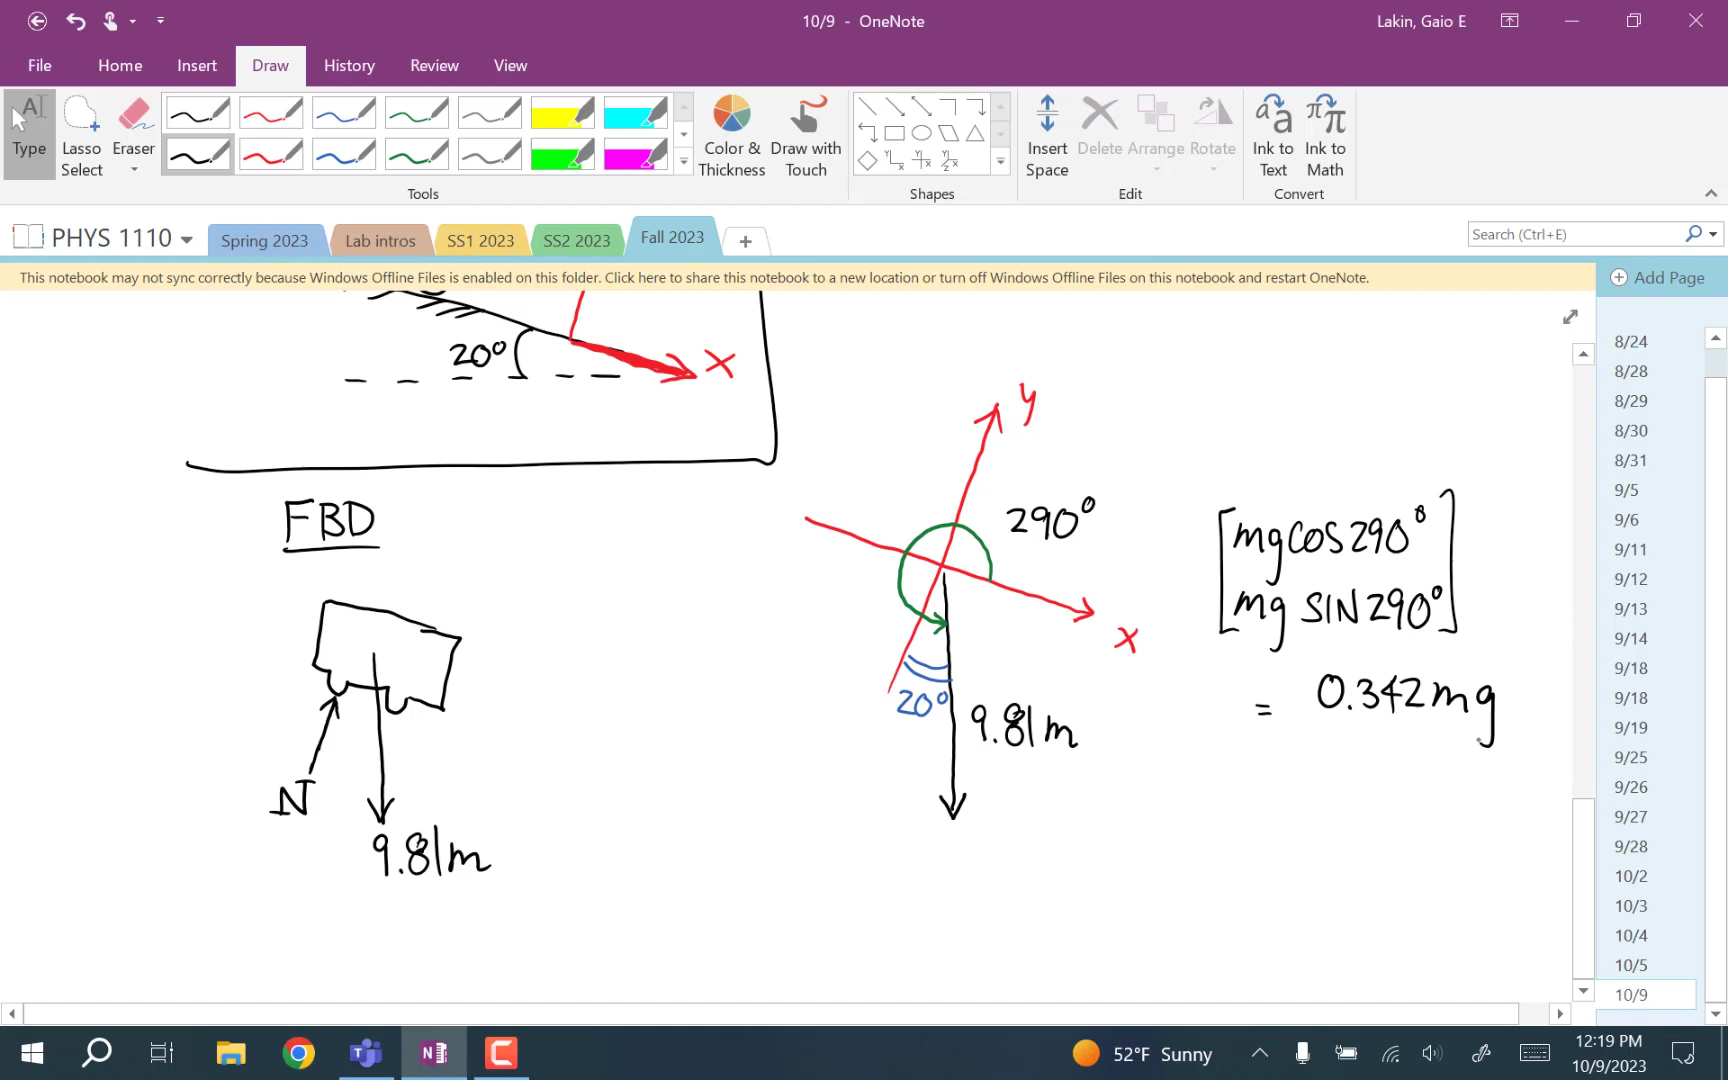 10/9 - OneNote
Lakin, Gaio E
File Home Insert Draw History Review View
Type
Lasso Select
Eraser
Color & Thickness
Draw with Touch
Insert Space
Delete Arrange Rotate
Ink to Text
Ink to Math
Tools Shapes Edit Convert
PHYS 1110
Spring 2023 Lab intros SS1 2023 SS2 2023 Fall 2023
Search (Ctrl+E)
This notebook may not sync correctly because Windows Offline Files is enabled on this folder. Click here to share this notebook to a new location or turn off Windows Offline Files on this notebook and restart OneNote.
Add Page
8/24
8/28
8/29
8/30
8/31
9/5
9/6
9/11
9/12
9/13
9/14
9/18
9/18
9/19
9/25
9/26
9/27
9/28
10/2
10/3
10/4
10/5
10/9
20°
x
FBD
N
9.81m
y
290°
x
20°
9.81m
mg cos 290°
mg SIN 290°
= 0.342mg
52°F Sunny
12:19 PM
10/9/2023